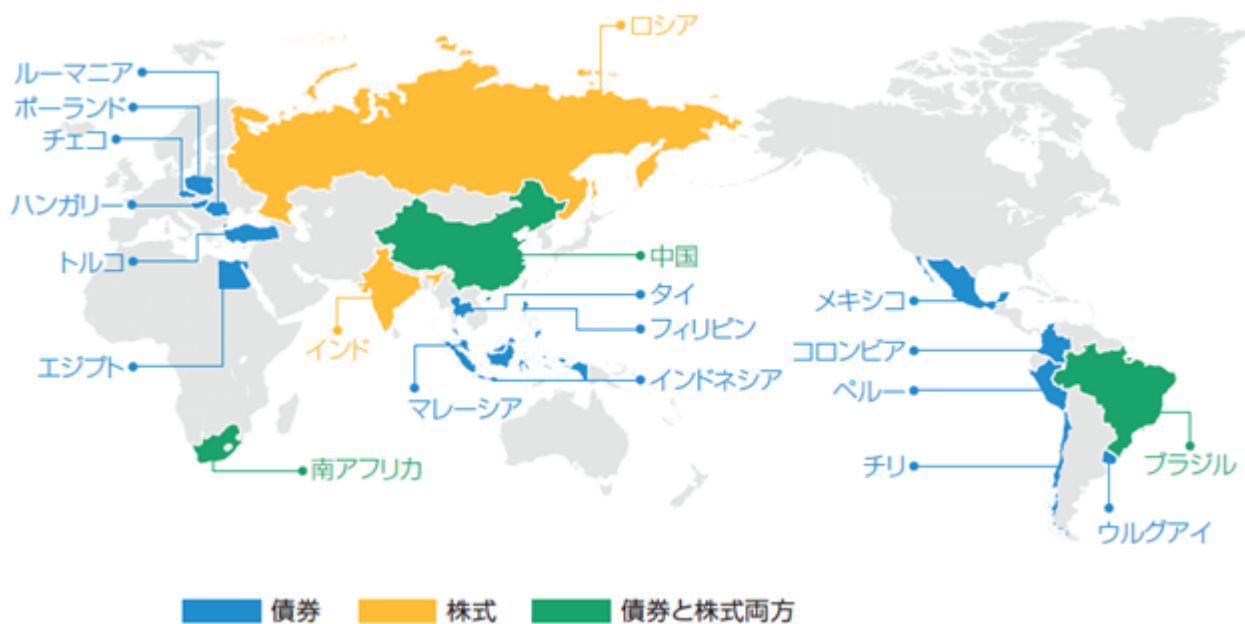 ロシア
ルーマニア
ポーランド
チェコ
ハンガリー
トルコ
中国
タイ
メキシコ
フィリピン
インド
コロンビア
エジプト
インドネシア
ペルー
マレーシア
南アフリカ
チリ
ブラジル
ウルグアイ
債券 株式 債券と株式両方